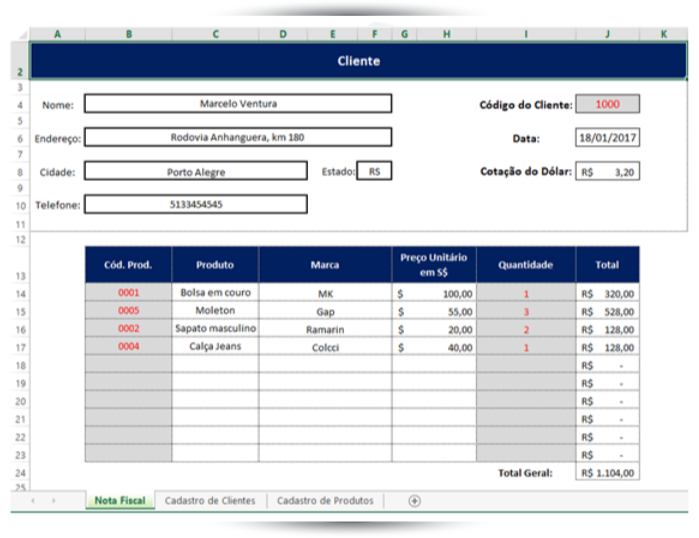 A B C D E F G H I J K
2 Cliente
3
4 Nome: Marcelo Ventura Código do Cliente: 1000
5
6 Endereço: Rodovia Anhanguera, km 180 Data: 18/01/2017
7
8 Cidade: Porto Alegre Estado: RS Cotação do Dólar: R$ 3,20
9
10 Telefone: 5133454545
11
12
13 Cód. Prod. Produto Marca Preço Unitário em S$ Quantidade Total
14 0001 Bolsa em couro MK $ 100,00 1 R$ 320,00
15 0005 Moleton Gap $ 55,00 3 R$ 528,00
16 0002 Sapato masculino Ramarin $ 20,00 2 R$ 128,00
17 0004 Calça Jeans Colcci $ 40,00 1 R$ 128,00
18 R$ -
19 R$ -
20 R$ -
21 R$ -
22 R$ -
23 R$ -
24 Total Geral: R$ 1.104,00
25
Nota Fiscal Cadastro de Clientes Cadastro de Produtos